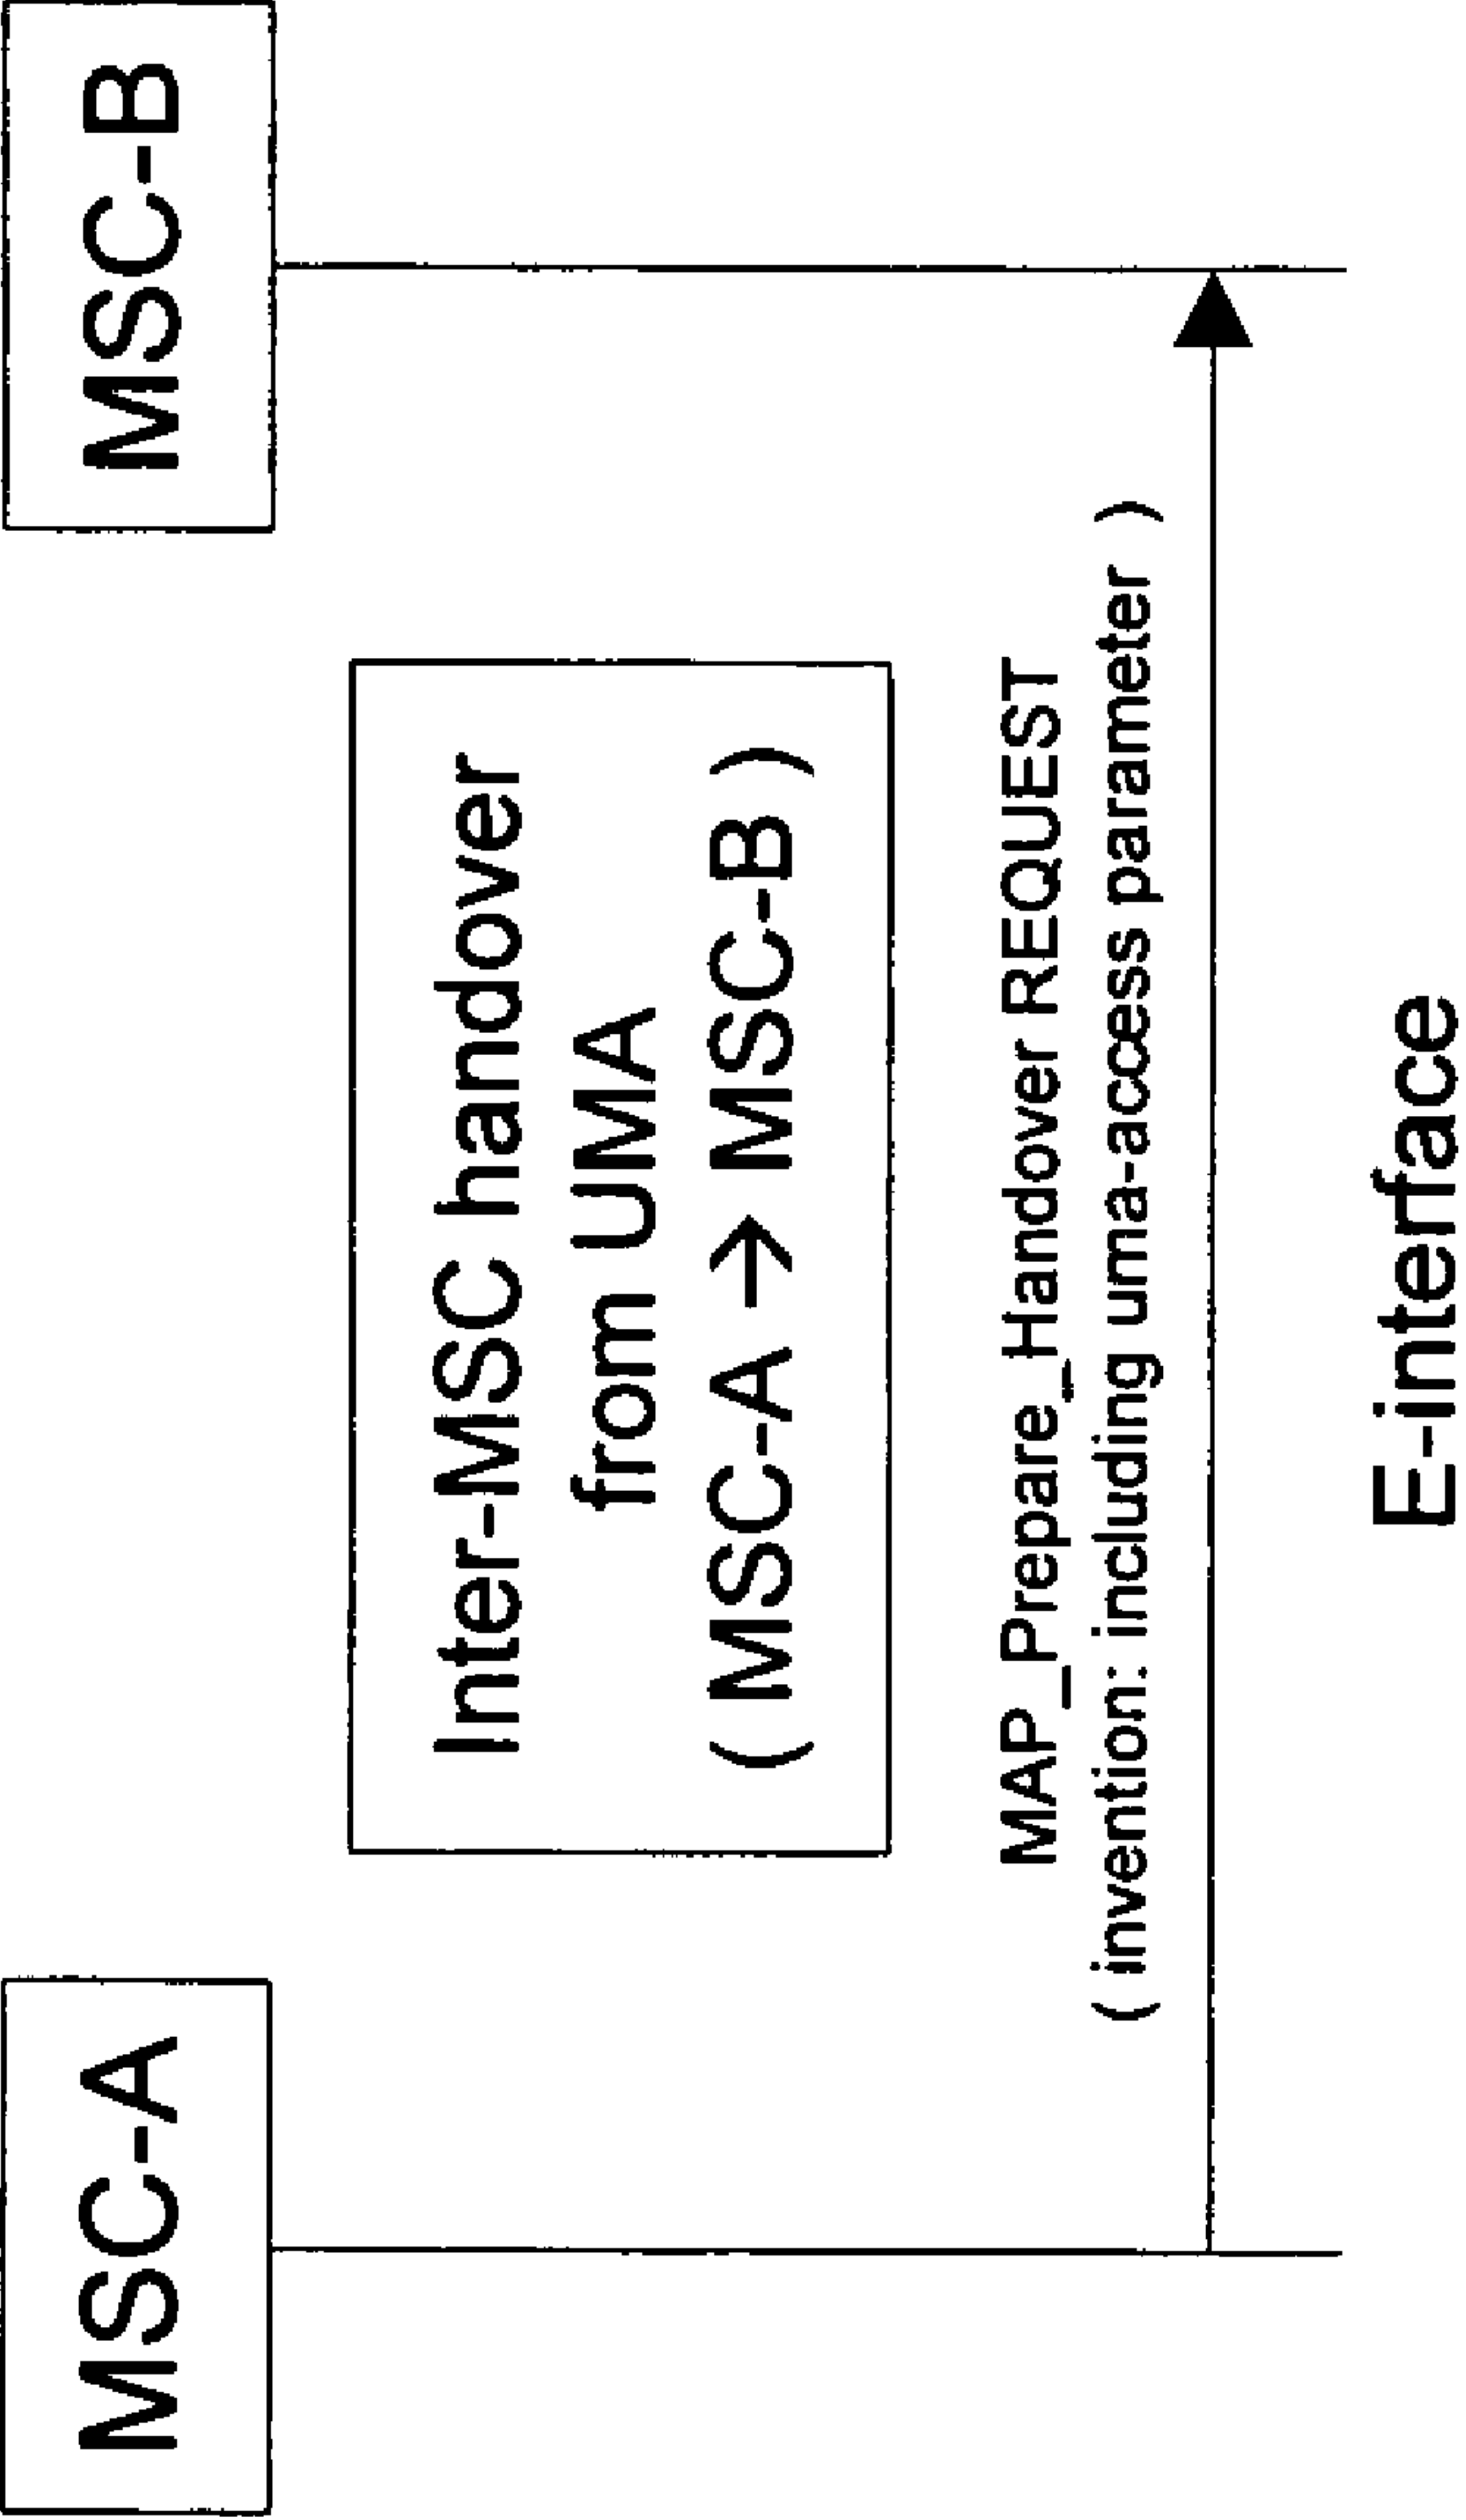 MSC-A
MSC-B
Inter-MSC handover
from UMA
( MSC-A → MSC-B )
MAP_Prepare_Handover REQUEST
( invention: including uma-access parameter )
E-interface